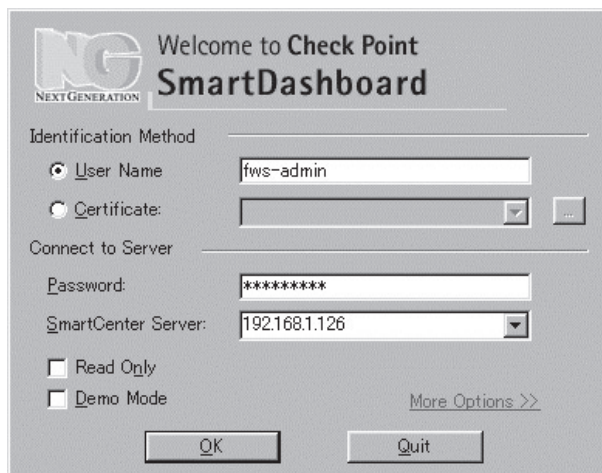 NG
NEXT GENERATION
Welcome to Check Point
SmartDashboard
Identification Method
User Name
fws-admin
Certificate:
...
Connect to Server
Password:
*********
SmartCenter Server:
192.168.1.126
Read Only
Demo Mode
More Options >>
OK
Quit